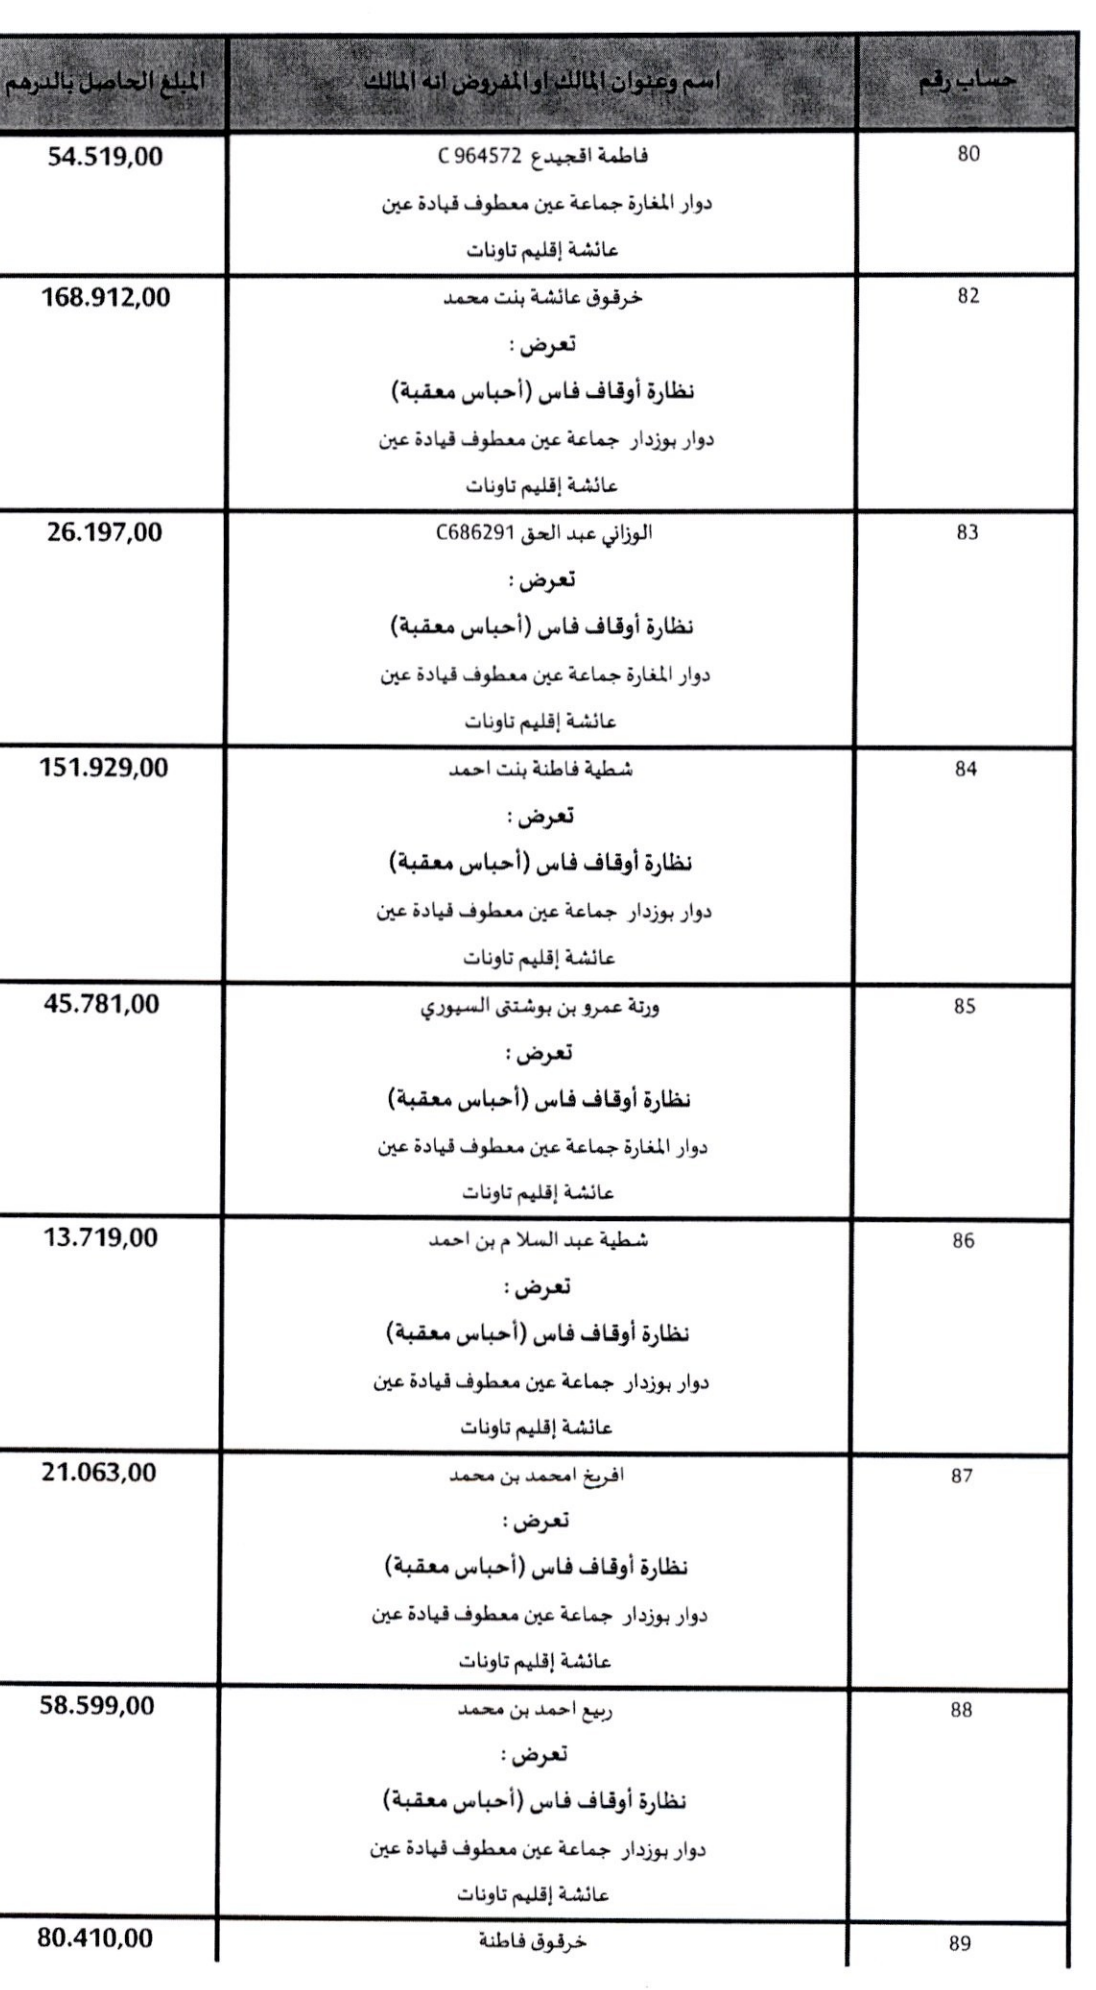 حساب رقم
اسم وعنوان المالك او المفروض انه المالك
المبلغ الحاصل بالدرهم
80
فاطمة اقجيدع C 964572
54.519,00
دوار المغارة جماعة عين معطوف قيادة عين
عائشة إقليم تاونات
82
خرقوق عائشة بنت محمد
168.912,00
تعرض :
نظارة أوقاف فاس (أحباس معقبة)
دوار بوزدار جماعة عين معطوف قيادة عين
عائشة إقليم تاونات
83
الوزاني عبد الحق C686291
26.197,00
تعرض :
نظارة أوقاف فاس (أحباس معقبة)
دوار المغارة جماعة عين معطوف قيادة عين
عائشة إقليم تاونات
84
شطية فاطنة بنت احمد
151.929,00
تعرض :
نظارة أوقاف فاس (أحباس معقبة)
دوار بوزدار جماعة عين معطوف قيادة عين
عائشة إقليم تاونات
85
ورتة عمرو بن بوشتى السيوري
45.781,00
تعرض :
نظارة أوقاف فاس (أحباس معقبة)
دوار المغارة جماعة عين معطوف قيادة عين
عائشة إقليم تاونات
86
شطية عبد السلا م بن احمد
13.719,00
تعرض :
نظارة أوقاف فاس (أحباس معقبة)
دوار بوزدار جماعة عين معطوف قيادة عين
عائشة إقليم تاونات
87
افريخ امحمد بن محمد
21.063,00
تعرض :
نظارة أوقاف فاس (أحباس معقبة)
دوار بوزدار جماعة عين معطوف قيادة عين
عائشة إقليم تاونات
88
ربيع احمد بن محمد
58.599,00
تعرض :
نظارة أوقاف فاس (أحباس معقبة)
دوار بوزدار جماعة عين معطوف قيادة عين
عائشة إقليم تاونات
89
خرقوق فاطنة
80.410,00